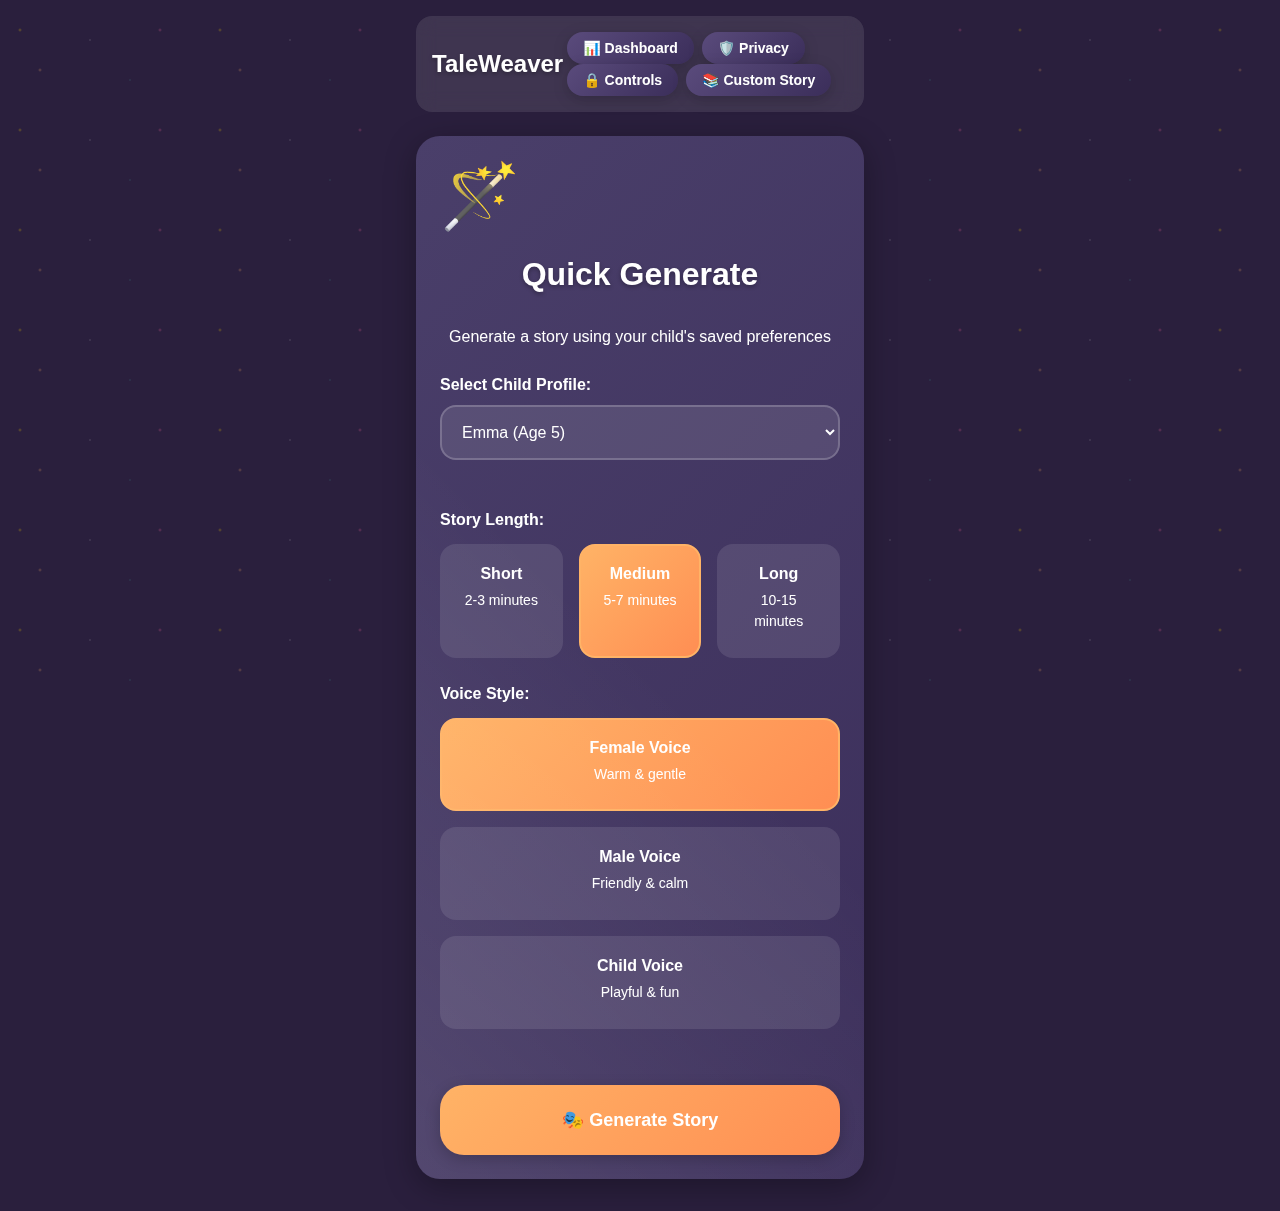 TaleWeaver
📊 Dashboard
🛡️ Privacy
🔒 Controls
📚 Custom Story
Quick Generate
Generate a story using your child's saved preferences
Select Child Profile:
Emma (Age 5)
Story Length:
Short
2-3 minutes
Medium
5-7 minutes
Long
10-15
minutes
Voice Style:
Female Voice
Warm & gentle
Male Voice
Friendly & calm
Child Voice
Playful & fun
🎭 Generate Story